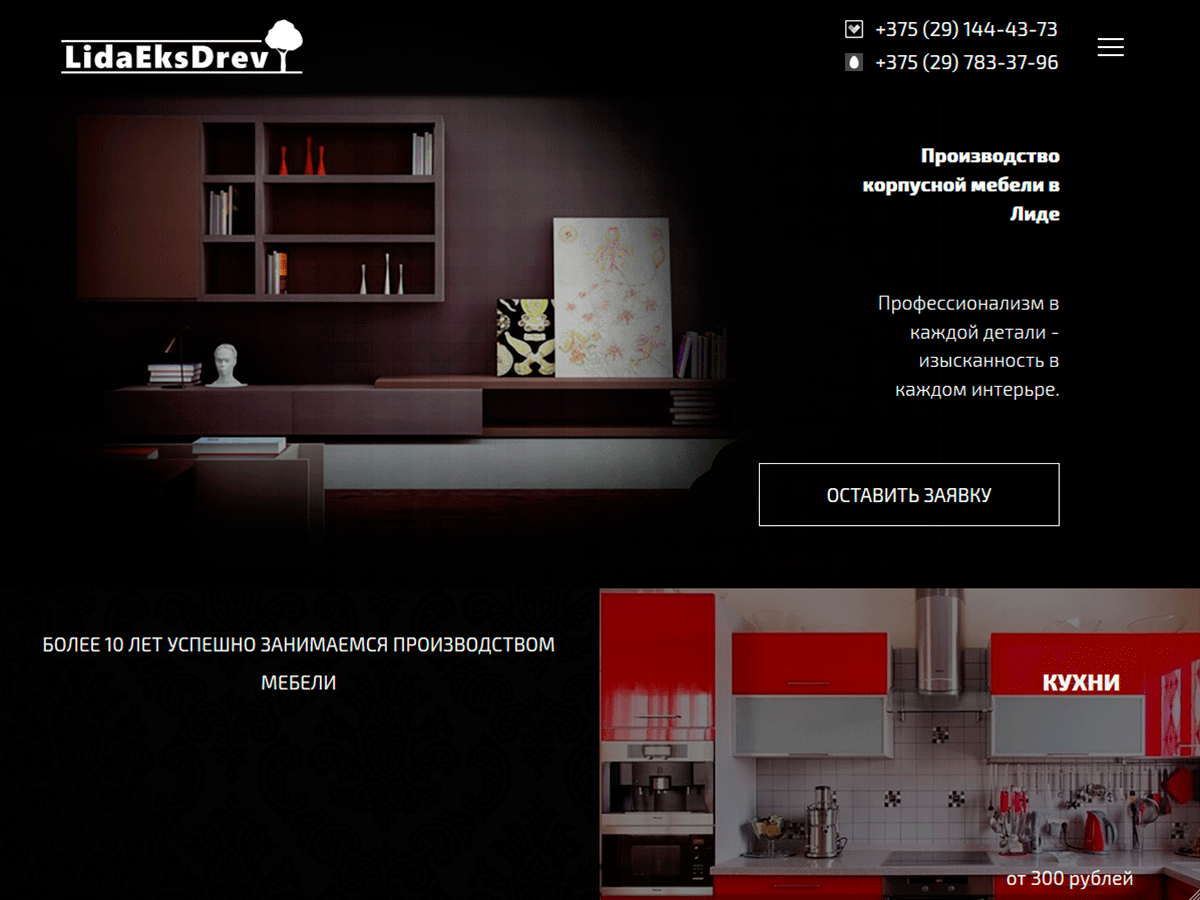 LidaEksDrev
+375 (29) 144-43-73
+375 (29) 783-37-96
Производство
корпусной мебели в
Лиде
Профессионализм в
каждой детали -
изысканность в
каждом интерьре.
ОСТАВИТЬ ЗАЯВКУ
БОЛЕЕ 10 ЛЕТ УСПЕШНО ЗАНИМАЕМСЯ ПРОИЗВОДСТВОМ
МЕБЕЛИ
КУХНИ
от 300 рублей